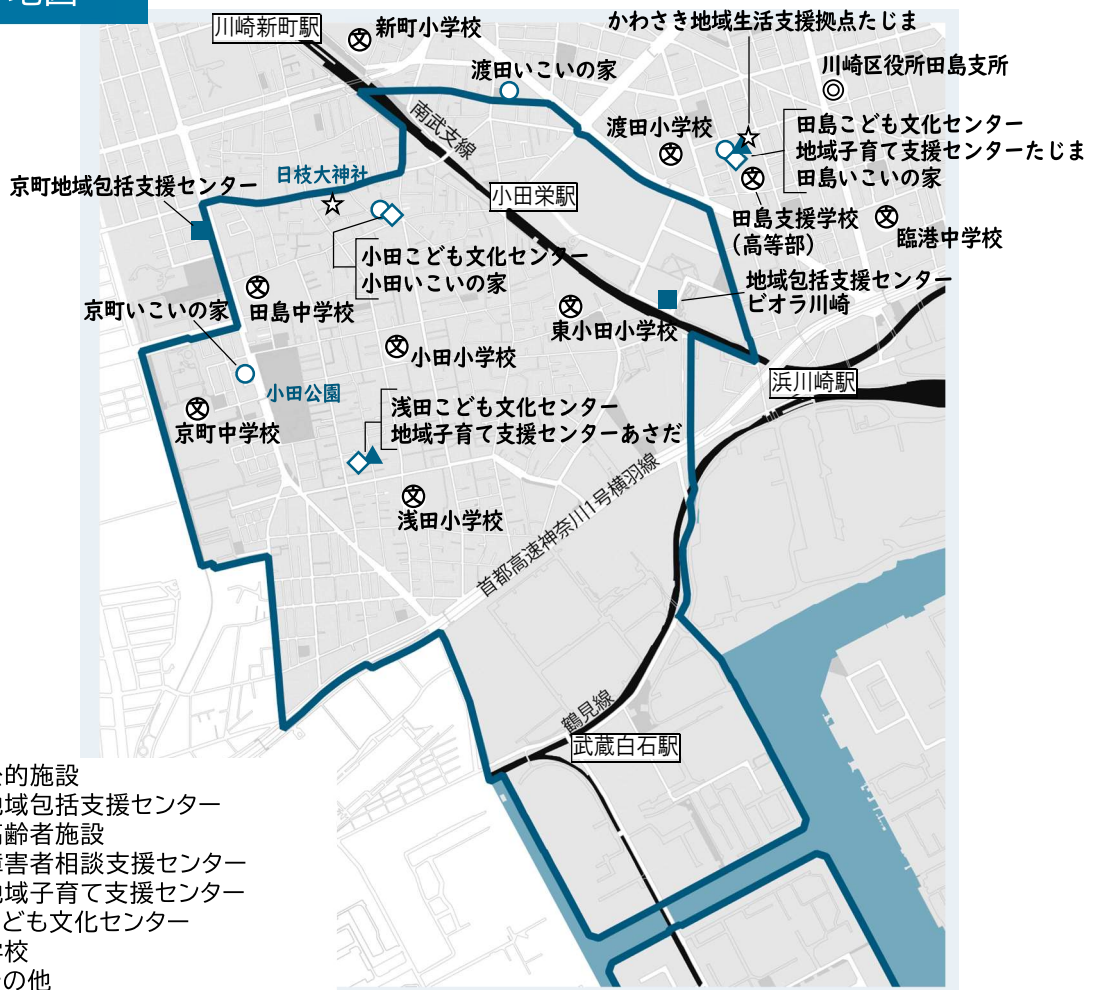 地図
川崎新町駅
新町小学校
かわさき地域生活支援拠点たじま
渡田いこいの家
川崎区役所田島支所
南武支線
渡田小学校
田島こども文化センター
地域子育て支援センターたじま
田島いこいの家
日枝大神社
京町地域包括支援センター
小田栄駅
田島支援学校
(高等部)
臨港中学校
小田こども文化センター
小田いこいの家
地域包括支援センター
ビオラ川崎
京町いこいの家
田島中学校
東小田小学校
小田小学校
浜川崎駅
小田公園
浅田こども文化センター
地域子育て支援センターあさだ
京町中学校
浅田小学校
首都高速神奈川1号横羽線
鶴見線
武蔵白石駅
公的施設
地域包括支援センター
高齢者施設
障害者相談支援センター
地域子育て支援センター
こども文化センター
学校
その他